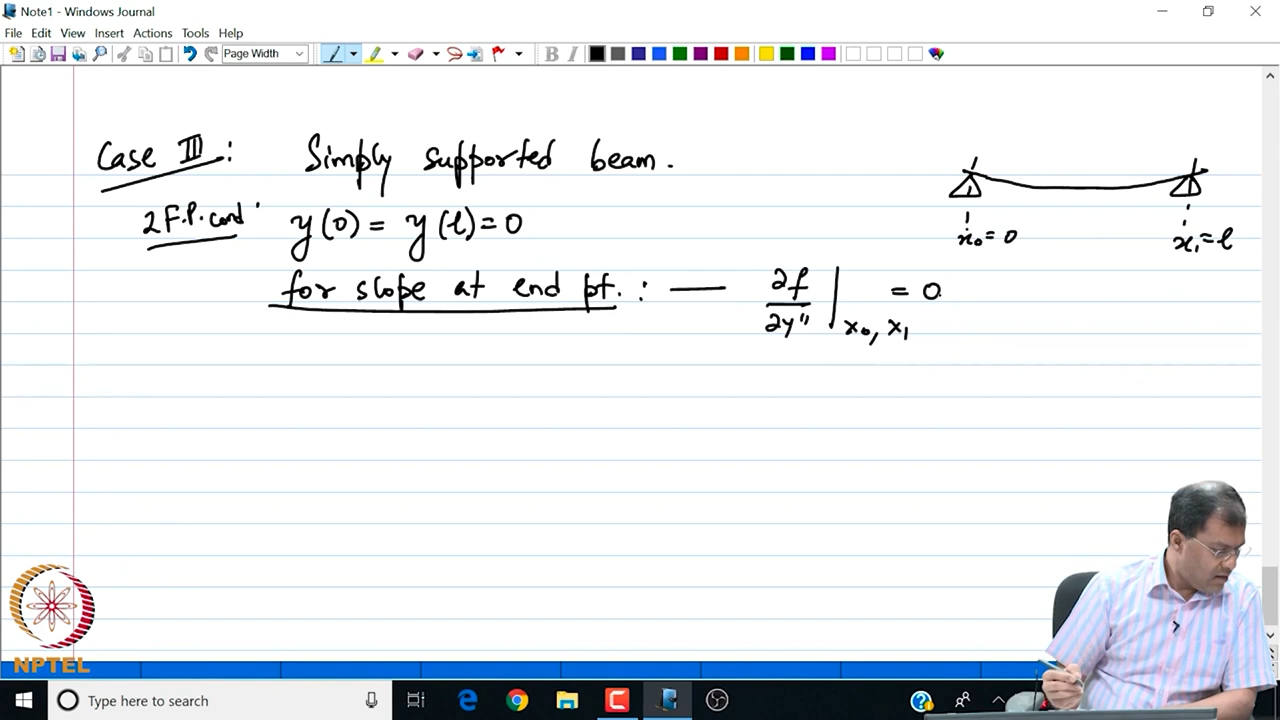 Note1 - Windows Journal
File Edit View Insert Actions Tools Help
Page Width
Case III : Simply supported beam.
2 F.P. cond' y(0) = y(l) = 0
x₀ = 0 x₁ = l
for slope at end pt. : — ∂f/∂y'' | x₀, x₁ = 0
NPTEL
Type here to search